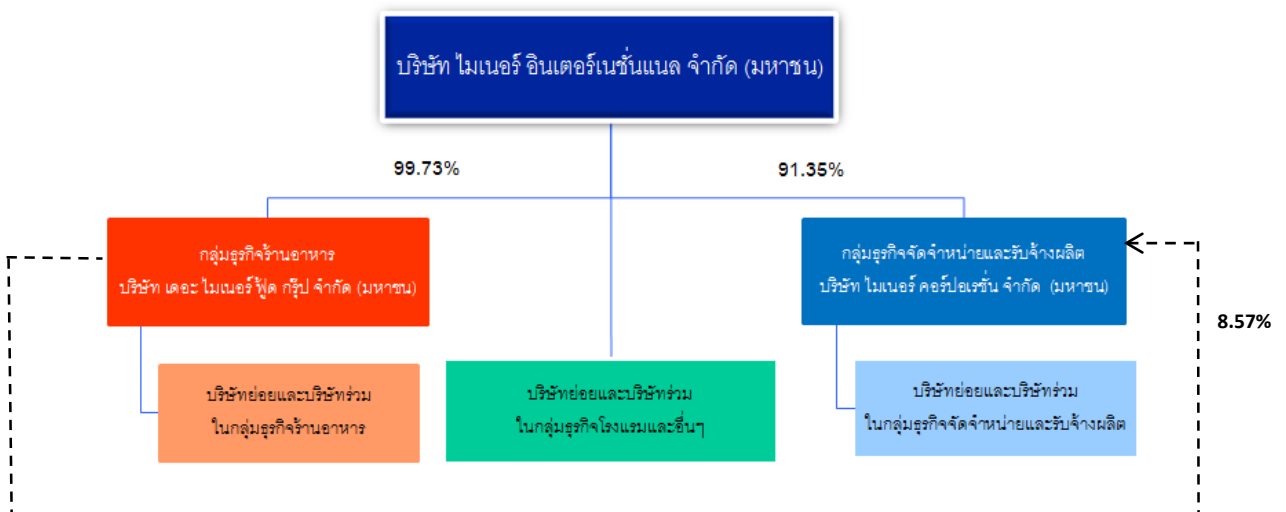 บริษัท ไมเนอร์ อินเตอร์เนชั่นแนล จำกัด (มหาชน)
99.73%
91.35%
กลุ่มธุรกิจร้านอาหาร
บริษัท เดอะ ไมเนอร์ ฟู้ด กรุ๊ป จำกัด (มหาชน)
กลุ่มธุรกิจจัดจำหน่ายและรับจ้างผลิต
บริษัท ไมเนอร์ คอร์ปอเรชั่น จำกัด (มหาชน)
8.57%
บริษัทย่อยและบริษัทร่วม
ในกลุ่มธุรกิจร้านอาหาร
บริษัทย่อยและบริษัทร่วม
ในกลุ่มธุรกิจโรงแรมและอื่นๆ
บริษัทย่อยและบริษัทร่วม
ในกลุ่มธุรกิจจัดจำหน่ายและรับจ้างผลิต